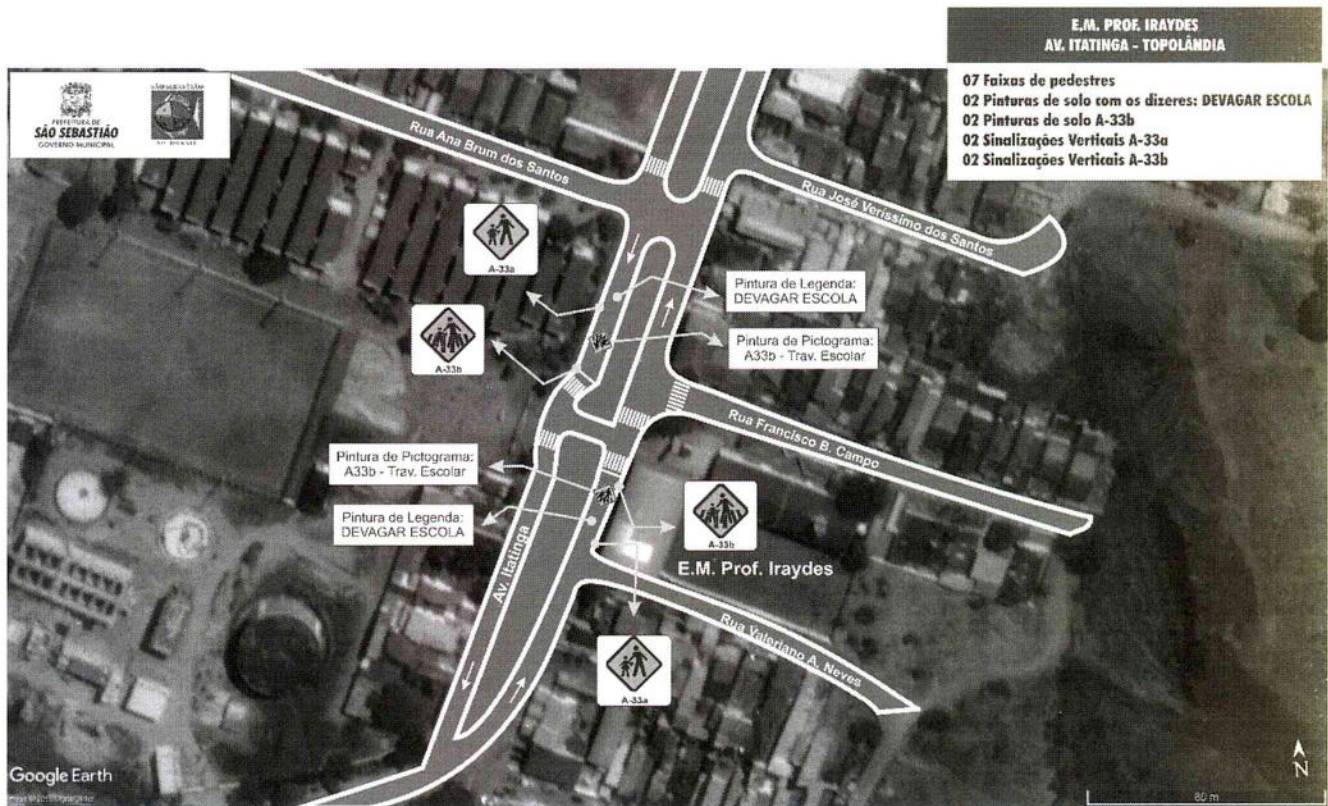 E.M. PROF. IRAYDES
AV. ITATINGA - TOPOLÂNDIA
07 Faixas de pedestres
02 Pinturas de solo com os dizeres: DEVAGAR ESCOLA
02 Pinturas de solo A-33b
02 Sinalizações Verticais A-33a
02 Sinalizações Verticais A-33b
PREFEITURA DE
SÃO SEBASTIÃO
GOVERNO MUNICIPAL
Rua Ana Brum dos Santos
Rua José Veríssimo dos Santos
A-33a
Pintura de Legenda:
DEVAGAR ESCOLA
A-33b
Pintura de Pictograma:
A33b - Trav. Escolar
Rua Francisco B. Campo
Pintura de Pictograma:
A33b - Trav. Escolar
Pintura de Legenda:
DEVAGAR ESCOLA
A-33b
Av. Itatinga
E.M. Prof. Iraydes
Rua Valeriano A. Neves
A-33a
Google Earth
N
80 m